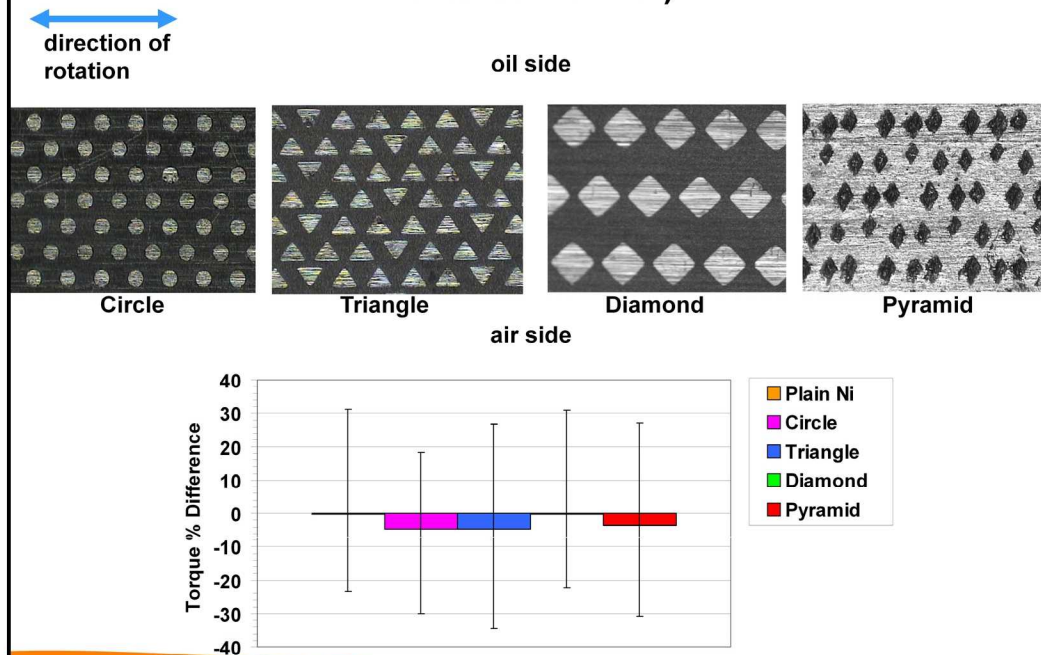 direction of
rotation
oil side
Circle
Triangle
Diamond
Pyramid
air side
Torque % Difference
40
30
20
10
0
-10
-20
-30
-40
Plain Ni
Circle
Triangle
Diamond
Pyramid